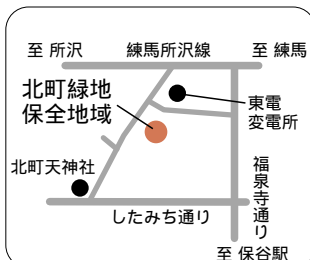 至 所沢
練馬所沢線
至 練馬
北町緑地
保全地域
東電
変電所
北町天神社
福泉寺通り
したみち通り
至 保谷駅